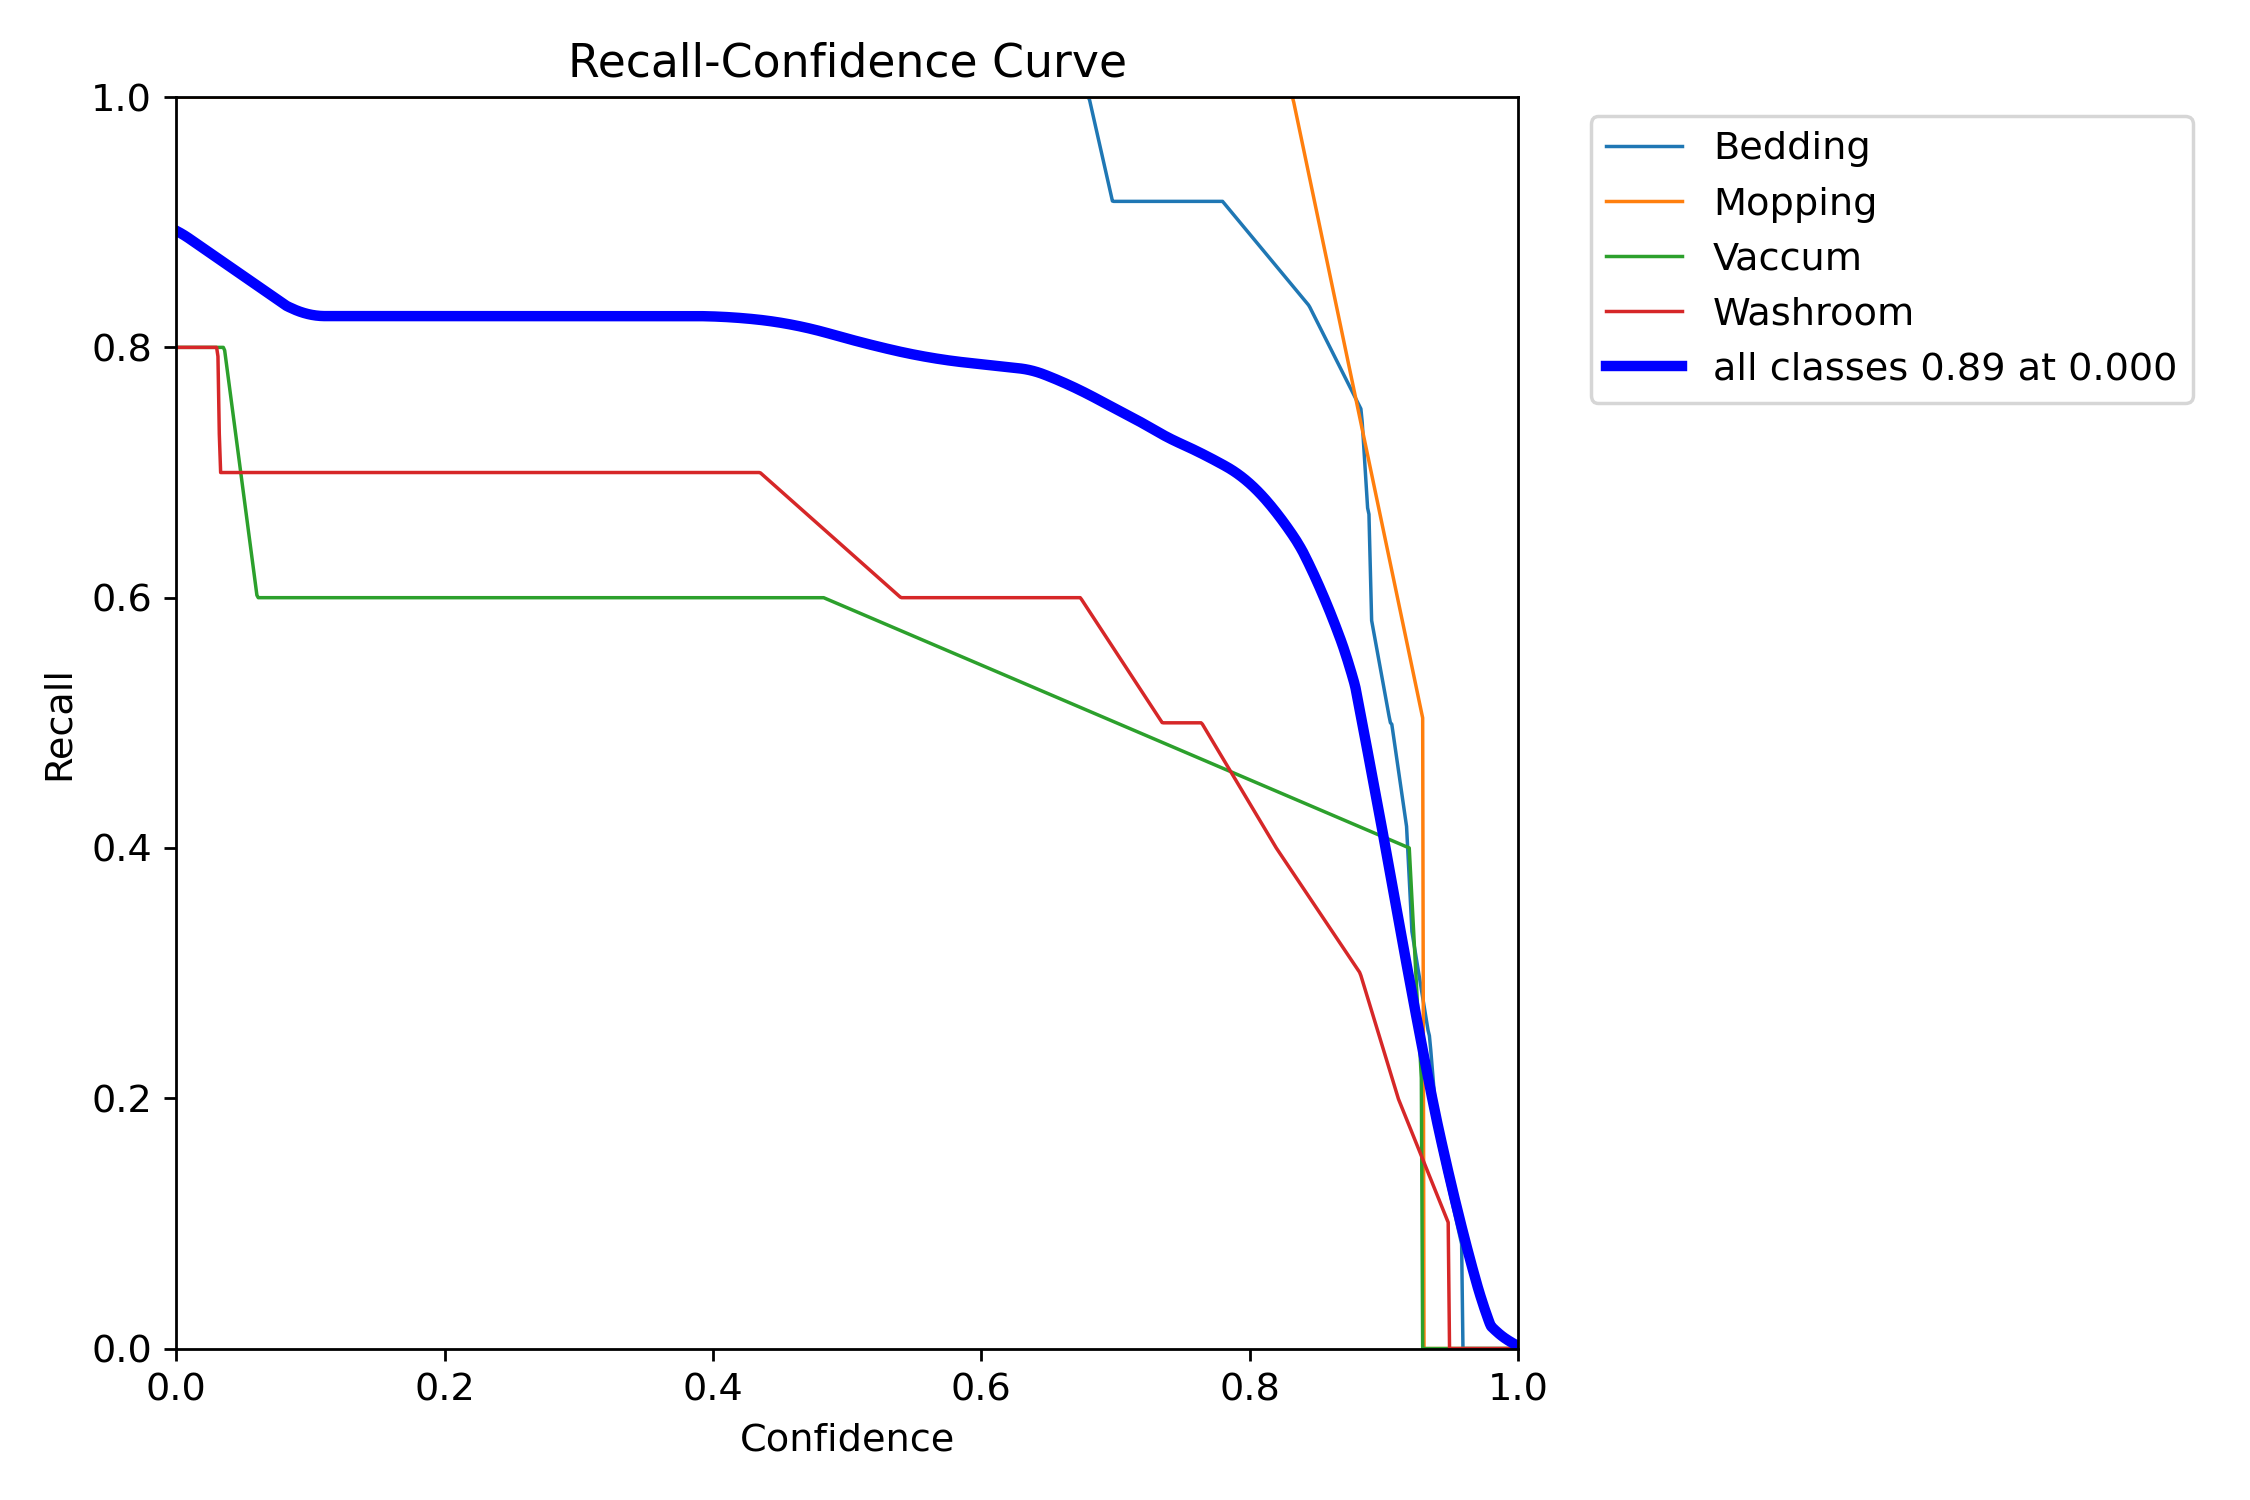 Recall-Confidence Curve
1.0
0.8
0.6
0.4
0.2
0.0
Recall
0.0 0.2 0.4 0.6 0.8 1.0
Confidence
Bedding
Mopping
Vaccum
Washroom
all classes 0.89 at 0.000